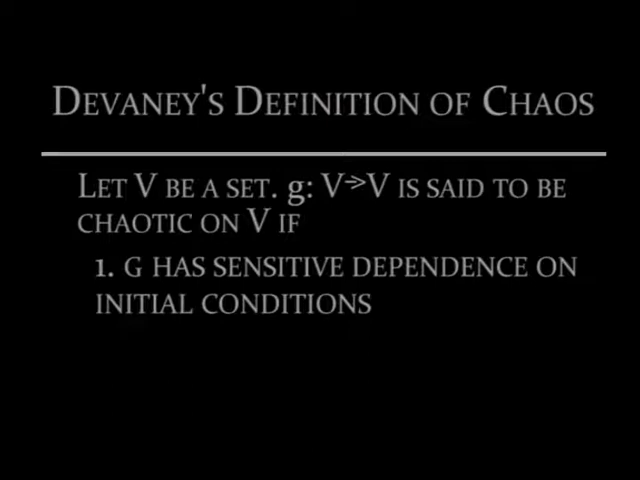 Devaney's Definition of Chaos
Let V be a set. g: V→V is said to be
chaotic on V if
1. g has sensitive dependence on
initial conditions